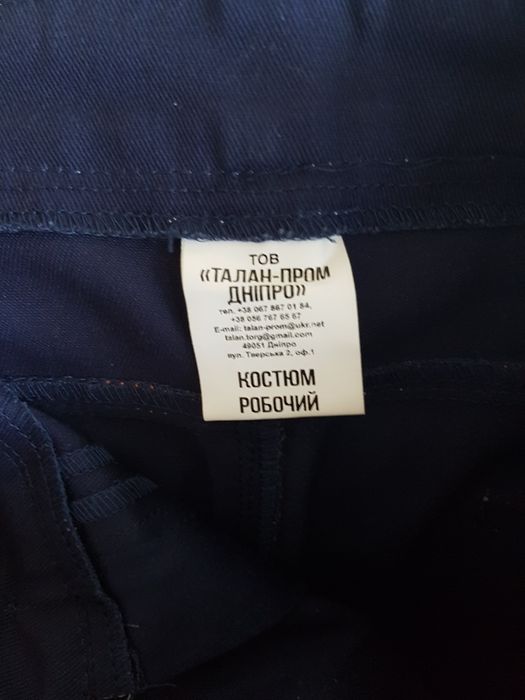 ТОВ
«ТАЛАН-ПРОМ
ДНІПРО»
тел. +38 067 867 01 84,
+38 056 767 65 67
E-mail: talan-prom@ukr.net
talan.torg@gmail.com
49051 Дніпро
вул. Тверська 2, оф.1
КОСТЮМ
РОБОЧИЙ